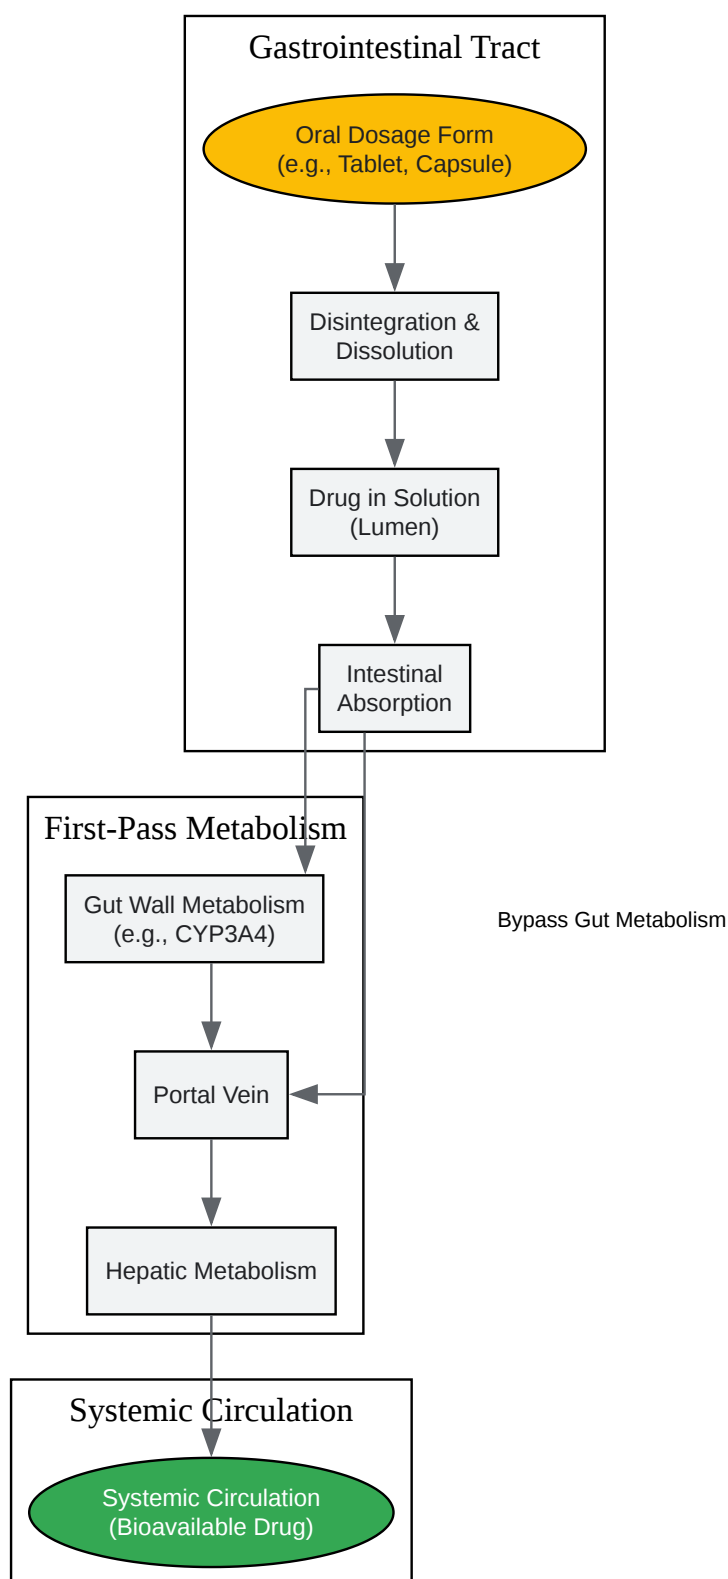 Gastrointestinal Tract
Oral Dosage Form
(e.g., Tablet, Capsule)
Disintegration &
Dissolution
Drug in Solution
(Lumen)
Intestinal
Absorption
First-Pass Metabolism
Gut Wall Metabolism
(e.g., CYP3A4)
Bypass Gut Metabolism
Portal Vein
Hepatic Metabolism
Systemic Circulation
Systemic Circulation
(Bioavailable Drug)